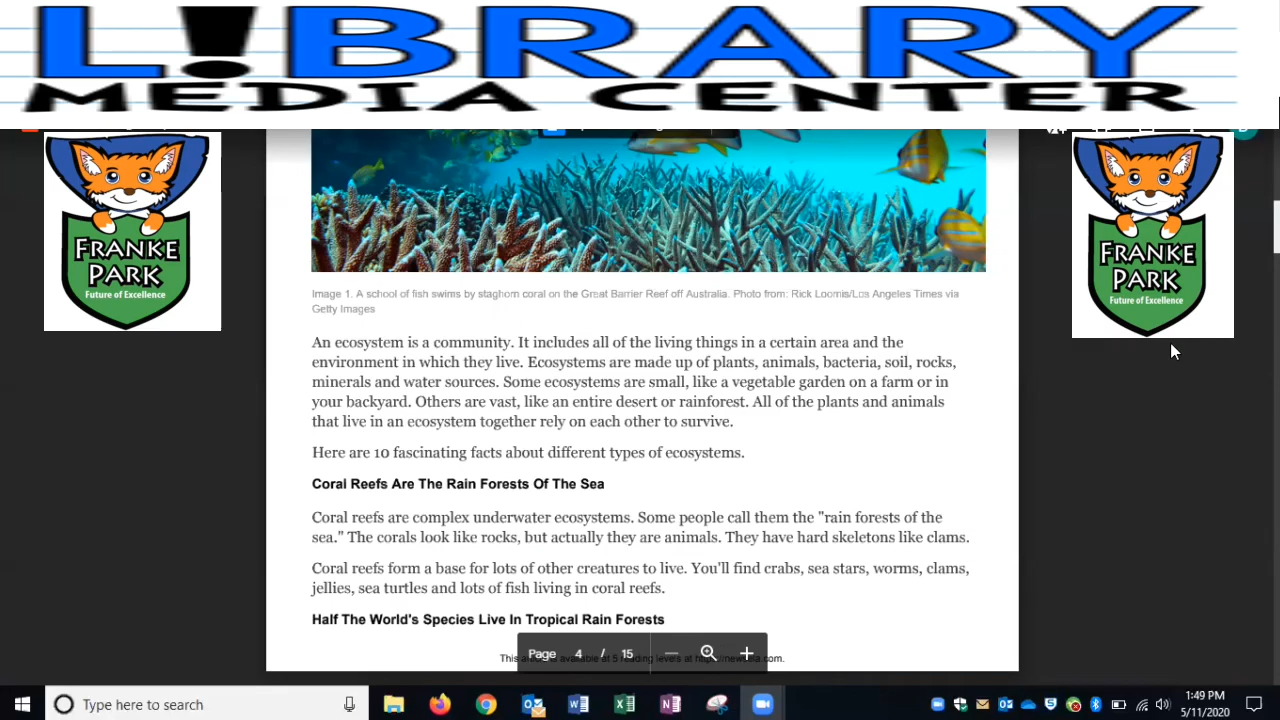 L!BRARY
MEDIA CENTER
FRANKE
PARK
Future of Excellence
FRANKE
PARK
Future of Excellence
Image 1. A school of fish swims by staghorn coral on the Great Barrier Reef off Australia. Photo from: Rick Loomis/Los Angeles Times via
Getty Images
An ecosystem is a community. It includes all of the living things in a certain area and the
environment in which they live. Ecosystems are made up of plants, animals, bacteria, soil, rocks,
minerals and water sources. Some ecosystems are small, like a vegetable garden on a farm or in
your backyard. Others are vast, like an entire desert or rainforest. All of the plants and animals
that live in an ecosystem together rely on each other to survive.
Here are 10 fascinating facts about different types of ecosystems.
Coral Reefs Are The Rain Forests Of The Sea
Coral reefs are complex underwater ecosystems. Some people call them the "rain forests of the
sea." The corals look like rocks, but actually they are animals. They have hard skeletons like clams.
Coral reefs form a base for lots of other creatures to live. You'll find crabs, sea stars, worms, clams,
jellies, sea turtles and lots of fish living in coral reefs.
Half The World's Species Live In Tropical Rain Forests
Page 4 / 15
This article is available at 5 reading levels at
Type here to search
1:49 PM
5/11/2020